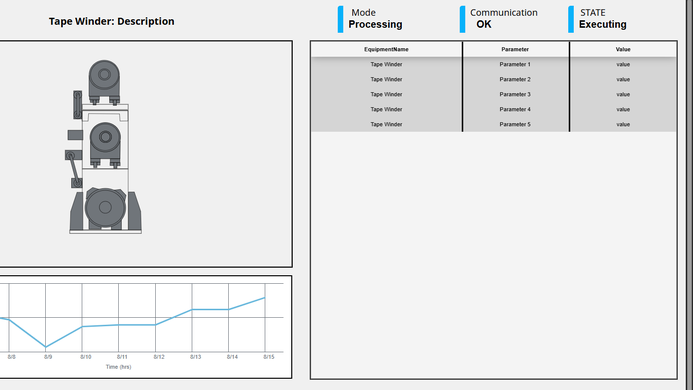 Tape Winder: Description
Mode
Processing
Communication
OK
STATE
Executing
EquipmentName Parameter Value
Tape Winder Parameter 1 value
Tape Winder Parameter 2 value
Tape Winder Parameter 3 value
Tape Winder Parameter 4 value
Tape Winder Parameter 5 value
8/8 8/9 8/10 8/11 8/12 8/13 8/14 8/15
Time (hrs)